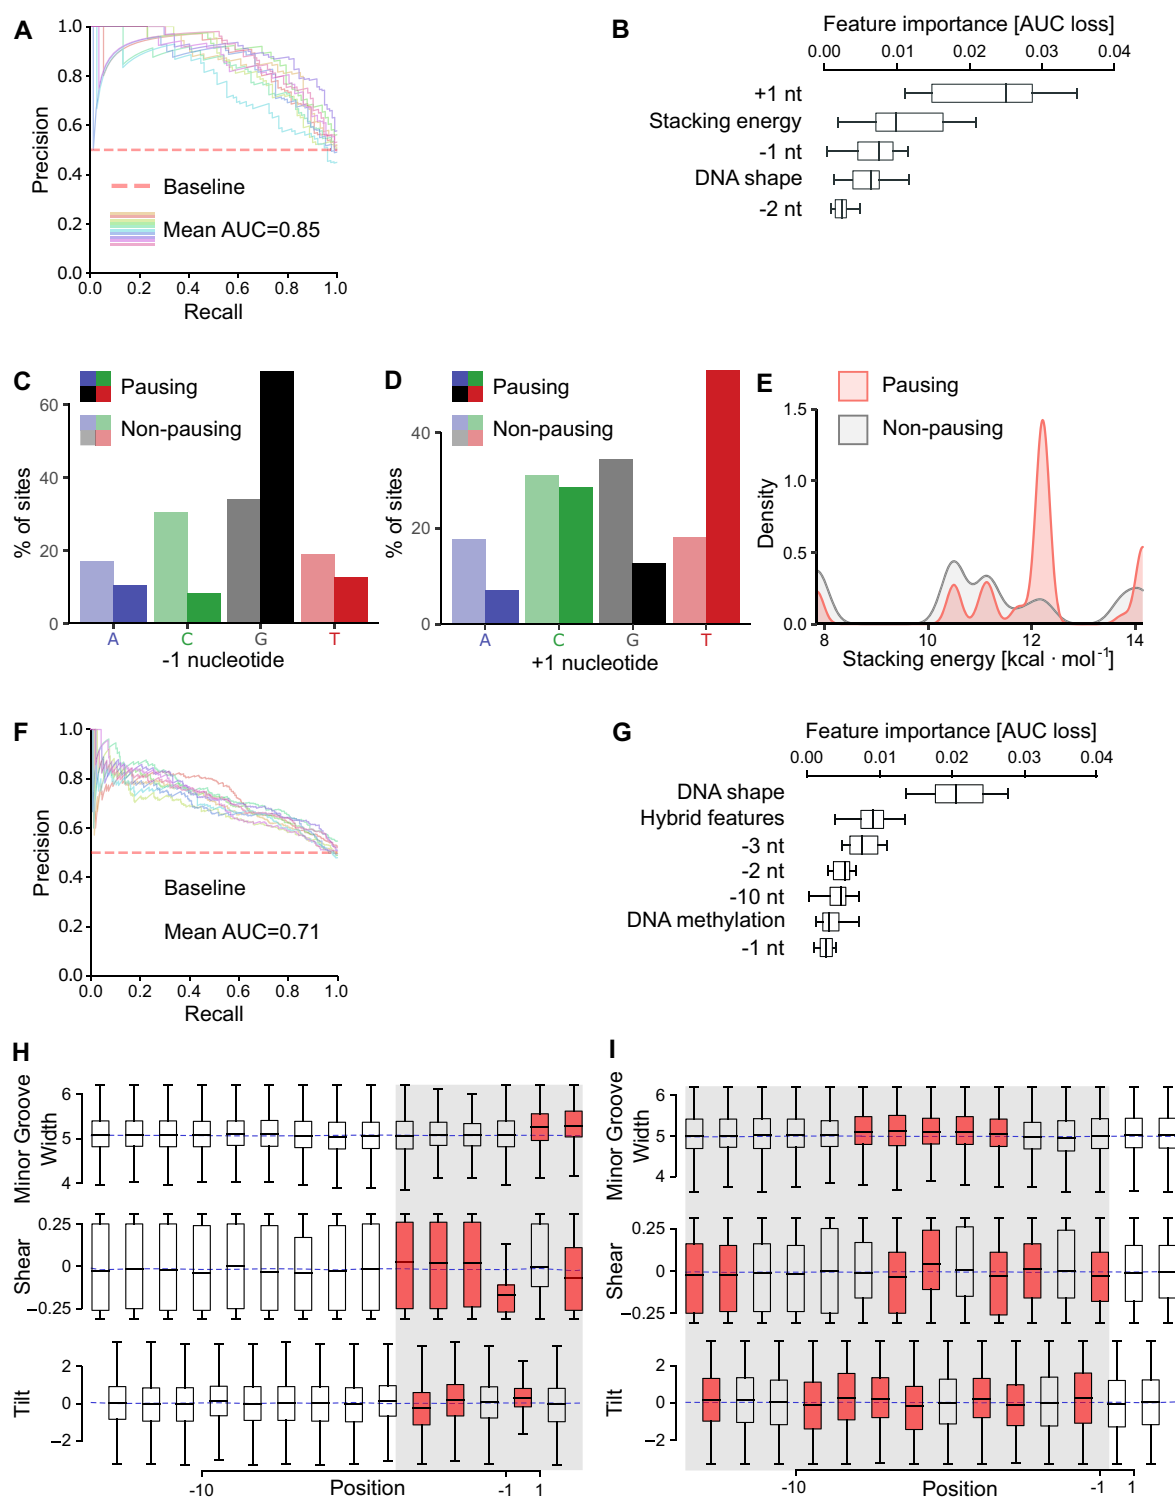 A
1.0
0.8
0.6
0.4
0.2
0.0
Precision
Baseline
Mean AUC=0.85
0.0 0.2 0.4 0.6 0.8 1.0
Recall
B
Feature importance [AUC loss]
0.00 0.01 0.02 0.03 0.04
+1 nt
Stacking energy
-1 nt
DNA shape
-2 nt
C
Pausing
Non-pausing
60
40
20
0
% of sites
A C G T
-1 nucleotide
D
Pausing
Non-pausing
40
20
0
% of sites
A C G T
+1 nucleotide
E
Pausing
Non-pausing
1.5
1.0
0.5
0.0
Density
8 10 12 14
Stacking energy [kcal · mol⁻¹]
F
1.0
0.8
0.6
0.4
0.2
0.0
Precision
Baseline
Mean AUC=0.71
0.0 0.2 0.4 0.6 0.8 1.0
Recall
G
Feature importance [AUC loss]
0.00 0.01 0.02 0.03 0.04
DNA shape
Hybrid features
-3 nt
-2 nt
-10 nt
DNA methylation
-1 nt
H
Minor Groove
Width
6
5
4
Shear
0.25
0
−0.25
Tilt
2
0
−2
-10 Position -1 1
I
Minor Groove
Width
6
5
4
Shear
0.25
0
−0.25
Tilt
2
0
−2
-10 Position -1 1